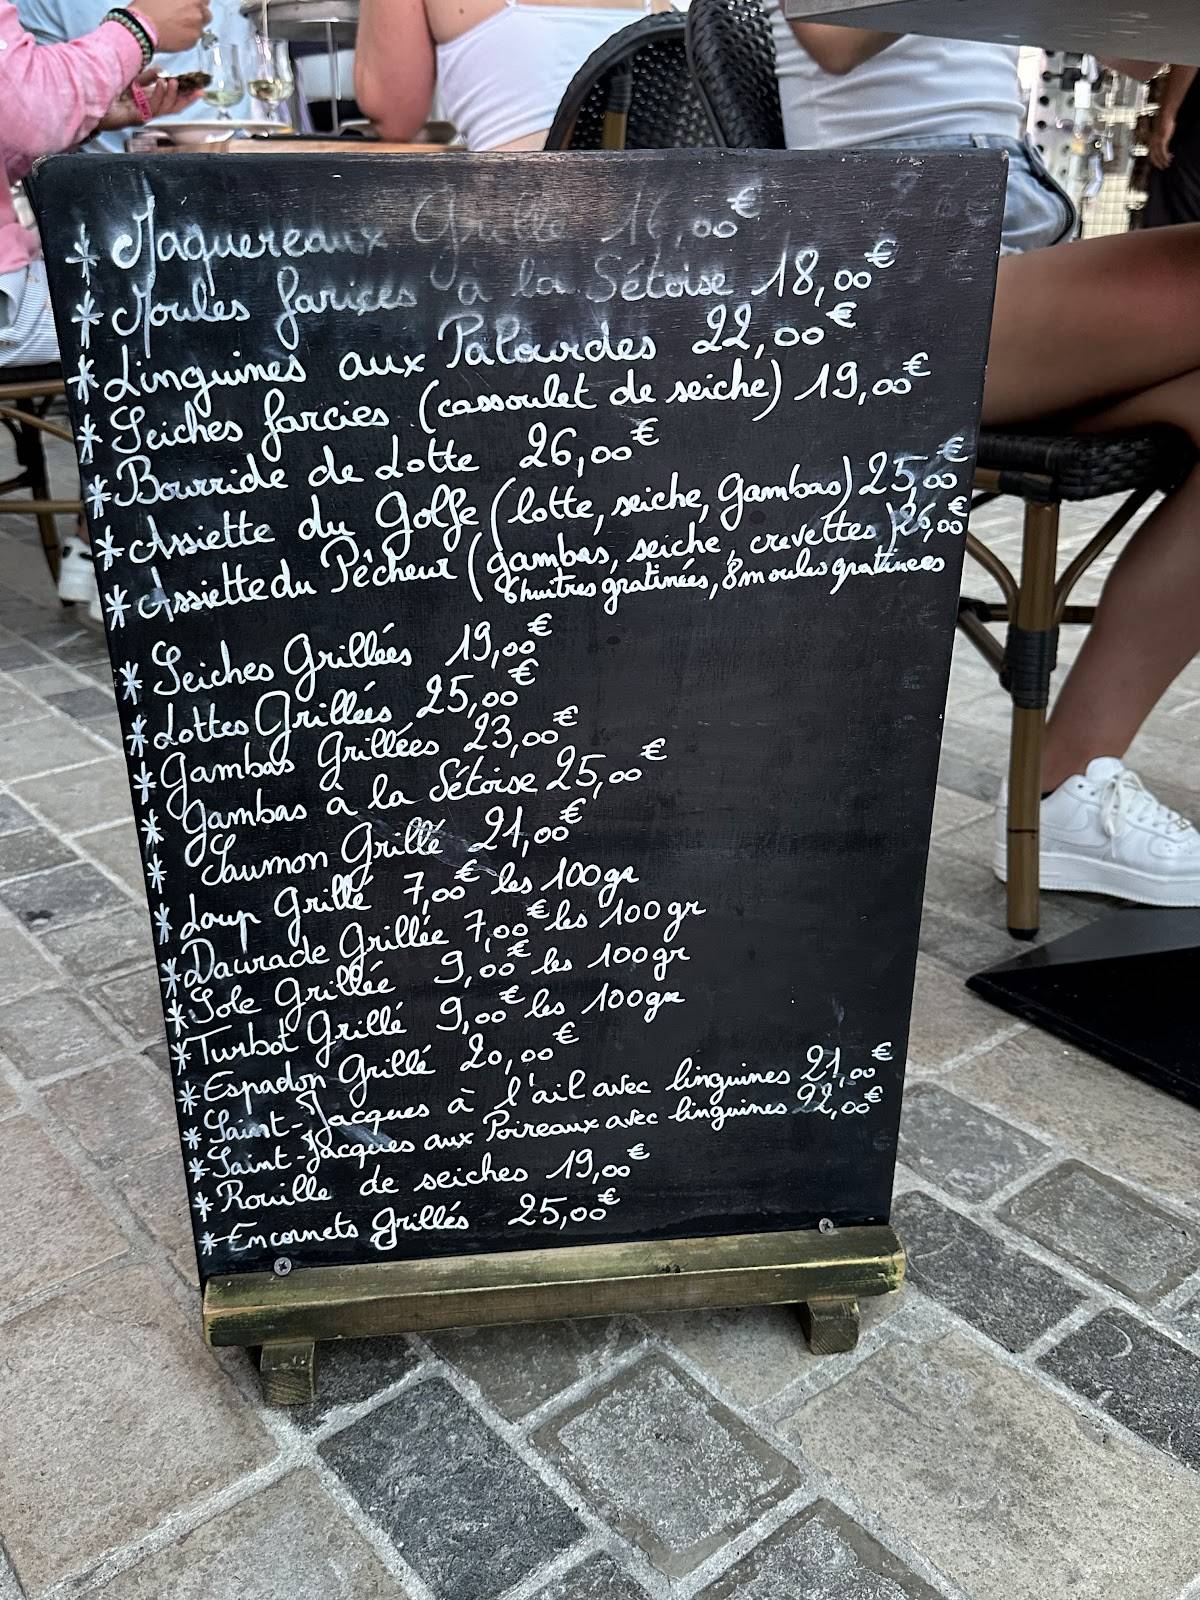 * Maquereaux Grillé 16,00€
* Moules farices à la Sétoise 18,00€
* Linguines aux Palourdes 22,00€
* Seiches farcies (cassoulet de seiche) 19,00€
* Bourride de Lotte 26,00€
* Assiette du Golfe (lotte, seiche, Gambas) 25,00€
* Assiette du Pêcheur (gambas, seiche, crevettes) 26,00€
6 huitres gratinées, 8 moules gratinees
* Seiches Grillées 19,00€
* Lottes Grillées 25,00€
* Gambas Grillées 23,00€
* Gambas à la Sétoise 25,00€
* Saumon Grillé 21,00€
* Loup Grillé 7,00€ les 100gr
* Daurade Grillée 7,00€ les 100gr
* Sole Grillée 9,00€ les 100gr
* Turbot Grillé 9,00€ les 100gr
* Espadon Grillé 20,00€
* Saint-Jacques à l'ail avec linguines 21,00€
* Saint-Jacques aux Poireaux avec linguines 22,00€
* Rouille de seiches 19,00€
* Encornets grillés 25,00€